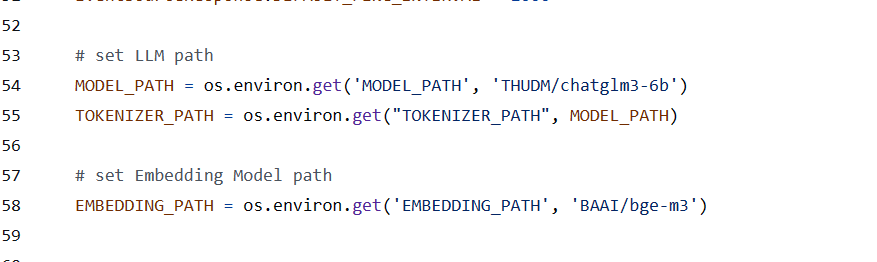 52
53 # set LLM path
54 MODEL_PATH = os.environ.get('MODEL_PATH', 'THUDM/chatglm3-6b')
55 TOKENIZER_PATH = os.environ.get("TOKENIZER_PATH", MODEL_PATH)
56
57 # set Embedding Model path
58 EMBEDDING_PATH = os.environ.get('EMBEDDING_PATH', 'BAAI/bge-m3')
59